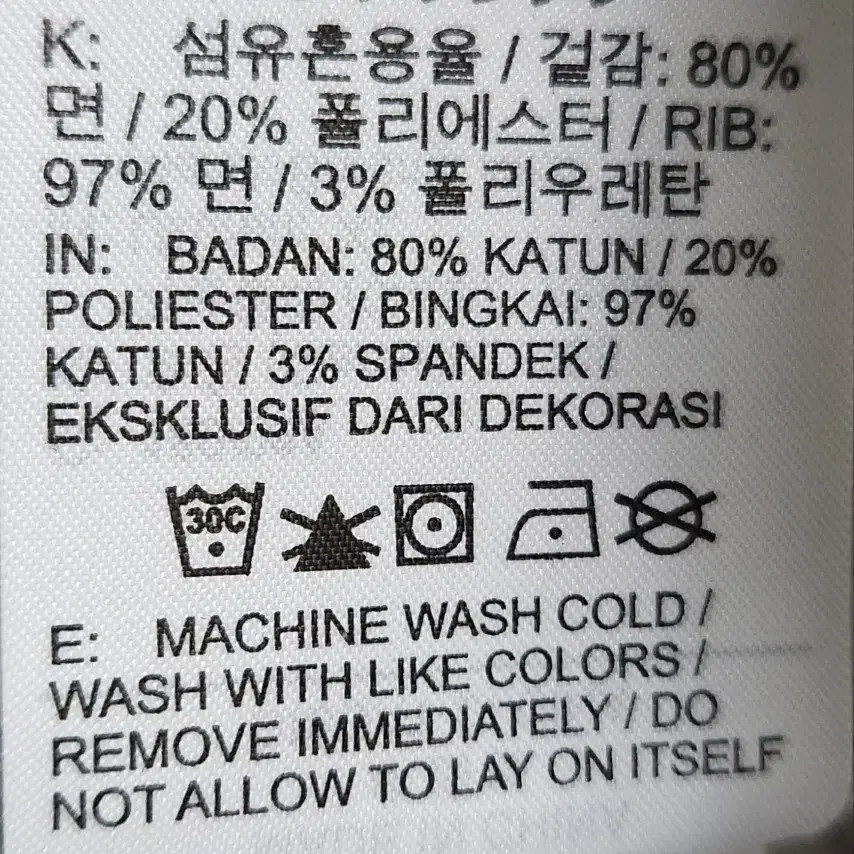 K: 섬유혼용율 / 겉감: 80%
면 / 20% 폴리에스터 / RIB:
97% 면 / 3% 폴리우레탄
IN: BADAN: 80% KATUN / 20%
POLIESTER / BINGKAI: 97%
KATUN / 3% SPANDEK /
EKSKLUSIF DARI DEKORASI
30C
E: MACHINE WASH COLD /
WASH WITH LIKE COLORS /
REMOVE IMMEDIATELY / DO
NOT ALLOW TO LAY ON ITSELF